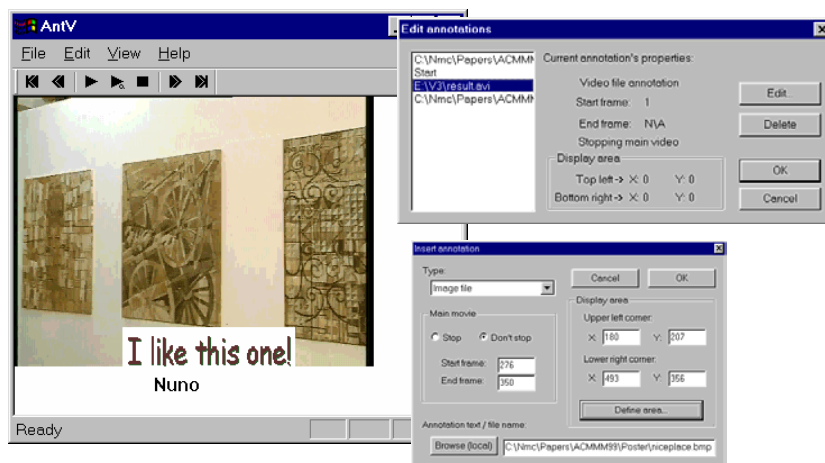 AntV
File Edit View Help
I like this one!
Nuno
Ready
Edit annotations
C:\Nmc\Papers\ACMMN
Start
E:\V3\result.avi
C:\Nmc\Papers\ACMMN
Current annotation's properties:
Video file annotation
Start frame: 1
End frame: N\A
Stopping main video
Display area
Top left -> X: 0 Y: 0
Bottom right -> X: 0 Y: 0
Edit...
Delete
OK
Cancel
Insert annotation
Type:
Image file
Cancel OK
Main movie
Stop Don't stop
Start frame: 276
End frame: 350
Display area
Upper left corner:
X: 180 Y: 207
Lower right corner:
X: 493 Y: 356
Define area...
Annotation text / file name:
Browse (local) C:\Nmc\Papers\ACMMM99\Poster\niceplace.bmp